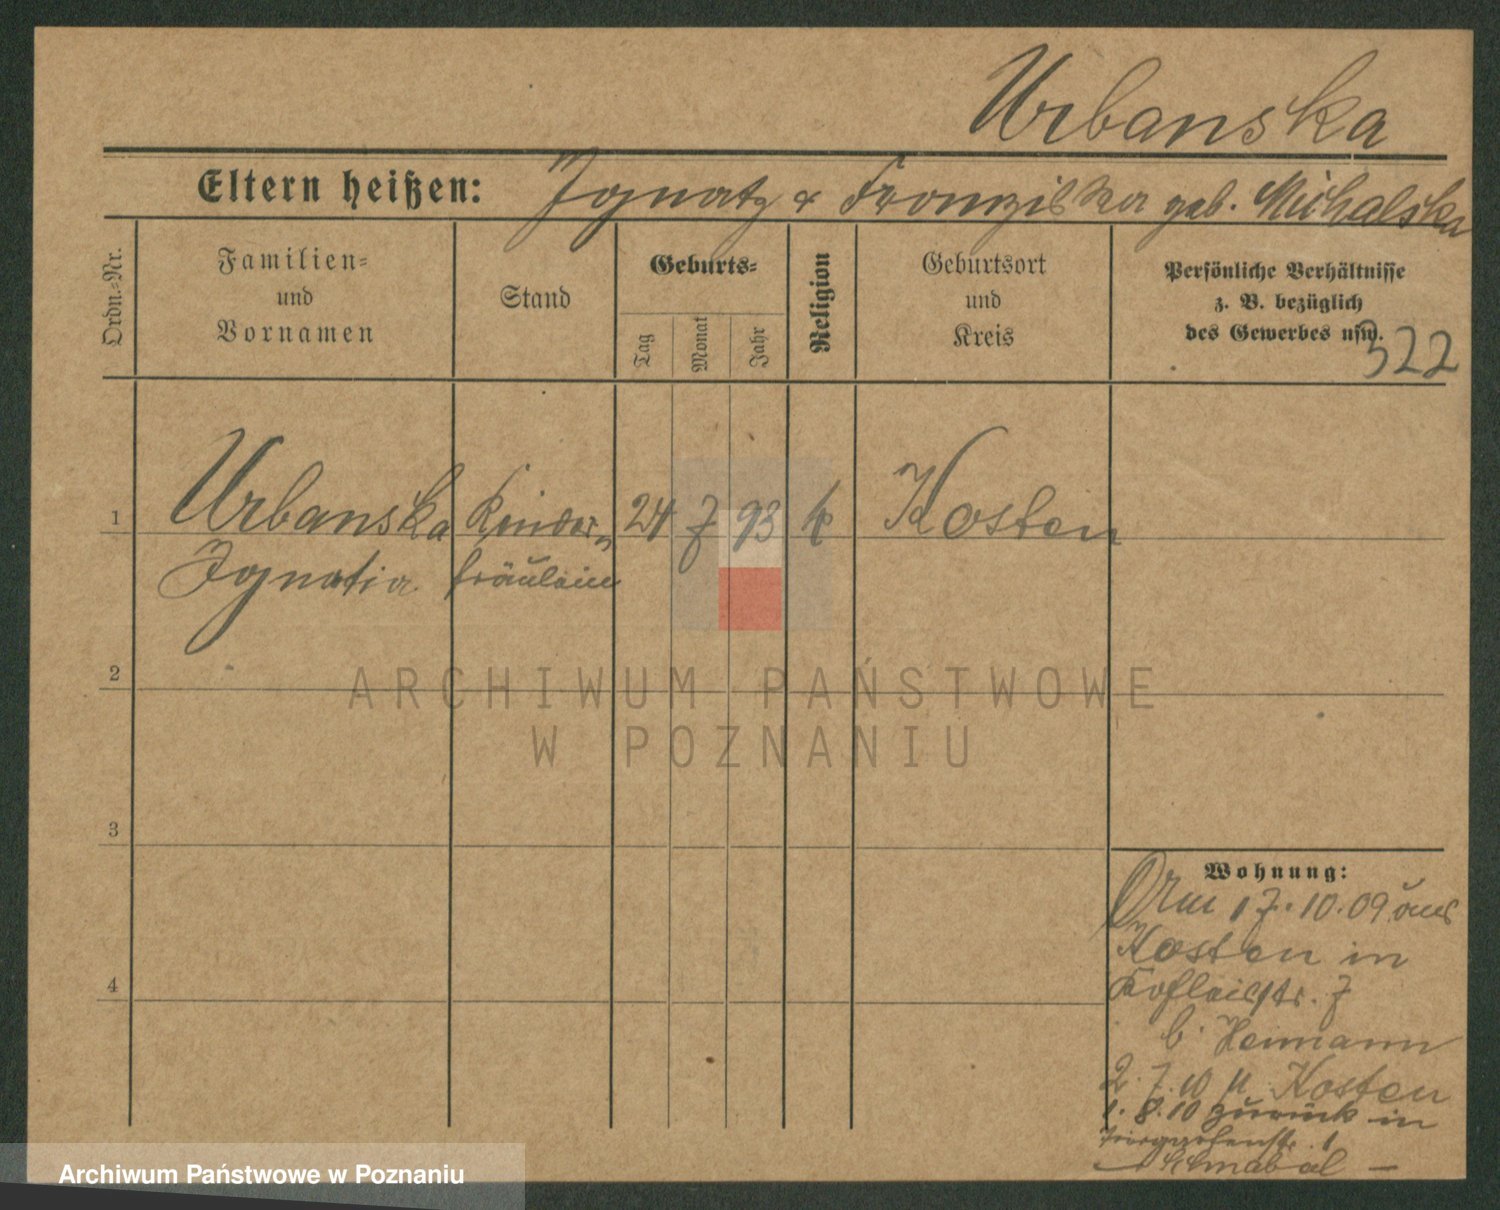 Urbanska
Eltern heißen: Ignatz & Franziska geb. Michalska
Ordn.-Nr.
Familien-
und
Vornamen
Stand
Geburts-
Tag
Monat
Jahr
Religion
Geburtsort
und
Kreis
Persönliche Verhältnisse
z. B. bezüglich
des Gewerbes usw.
322
1 Urbanska Kinder- 24 7 93 k Kosten
Ignatia fräulein
2
ARCHIWUM PAŃSTWOWE
W POZNANIU
3
4
Wohnung:
17.10.09 aus
Kosten in
7
b. Heimann
2.7.10 n. Kosten
1.8.10 zurück in
1
Archiwum Państwowe w Poznaniu